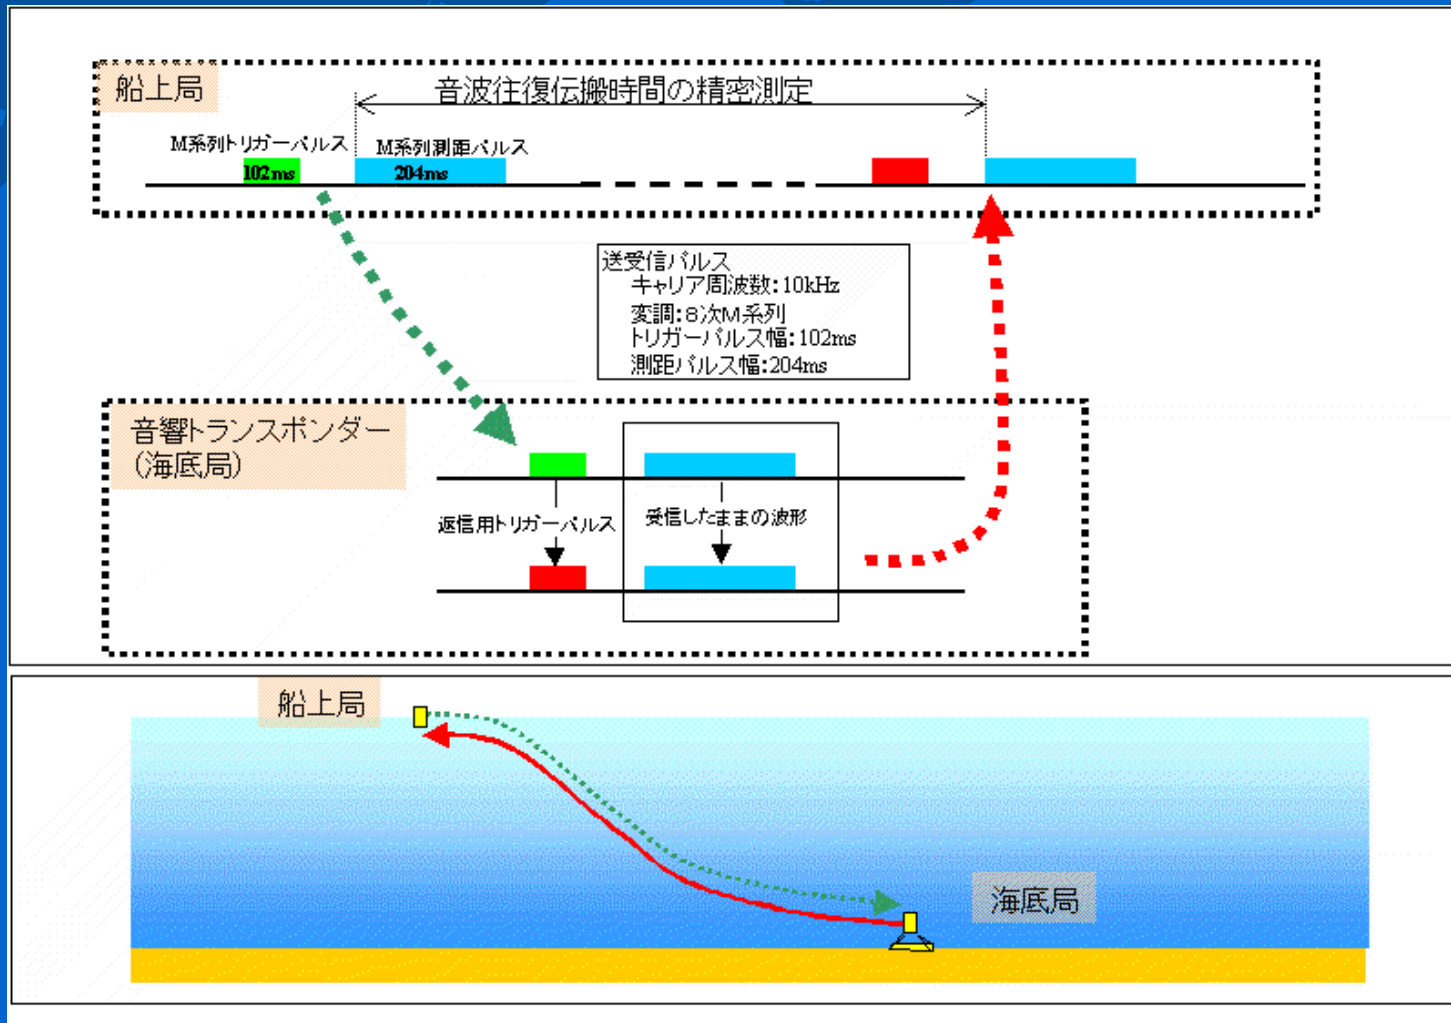 船上局
音波往復伝搬時間の精密測定
M系列トリガーパルス
M系列測距パルス
102ms
204ms
送受信パルス
キャリア周波数:10kHz
変調:8次M系列
トリガーパルス幅:102ms
測距パルス幅:204ms
音響トランスポンダー
(海底局)
返信用トリガーパルス
受信したままの波形
船上局
海底局